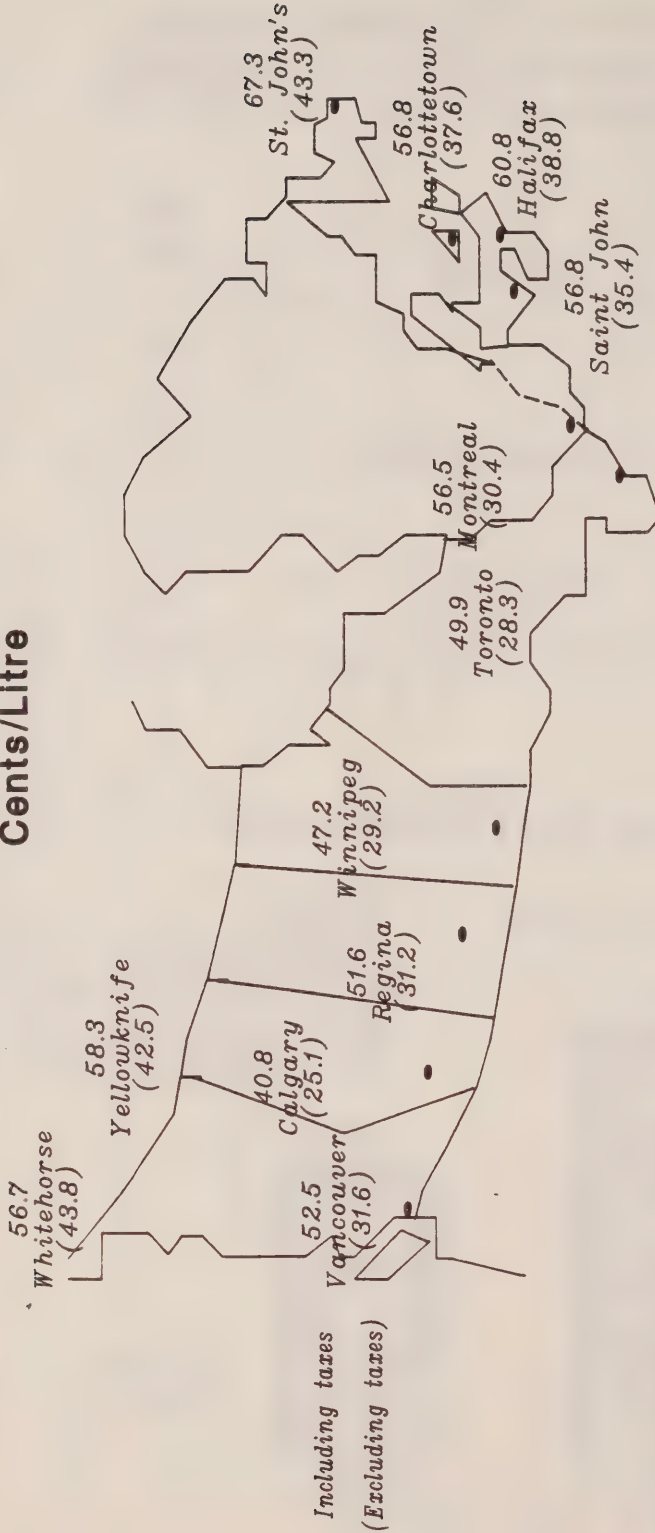 Cents/Litre
56.7
Whitehorse
(43.8)
58.3
Yellowknife
(42.5)
67.3
St. John's
(43.3)
52.5
Vancouver
(31.6)
40.8
Calgary
(25.1)
51.6
Regina
(31.2)
47.2
Winnipeg
(29.2)
49.9
Toronto
(28.3)
56.5
Montreal
(30.4)
56.8
Charlottetown
(37.6)
60.8
Halifax
(38.8)
56.8
Saint John
(35.4)
Including taxes
(Excluding taxes)